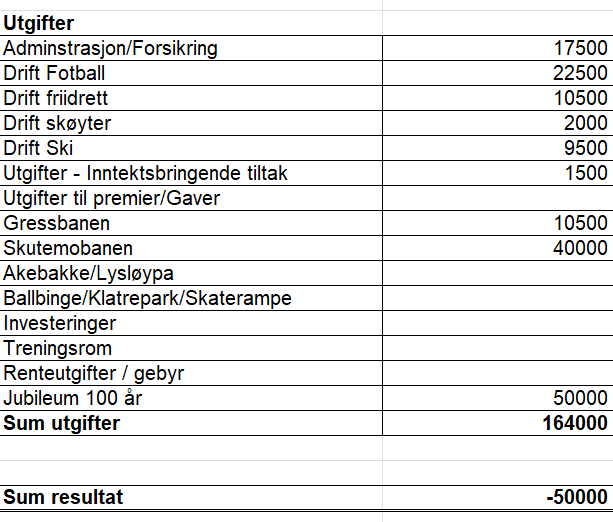 Utgifter
Adminstrasjon/Forsikring 17500
Drift Fotball 22500
Drift friidrett 10500
Drift skøyter 2000
Drift Ski 9500
Utgifter - Inntektsbringende tiltak 1500
Utgifter til premier/Gaver
Gressbanen 10500
Skutemobanen 40000
Akebakke/Lysløypa
Ballbinge/Klatrepark/Skaterampe
Investeringer
Treningsrom
Renteutgifter / gebyr
Jubileum 100 år 50000
Sum utgifter 164000
Sum resultat -50000